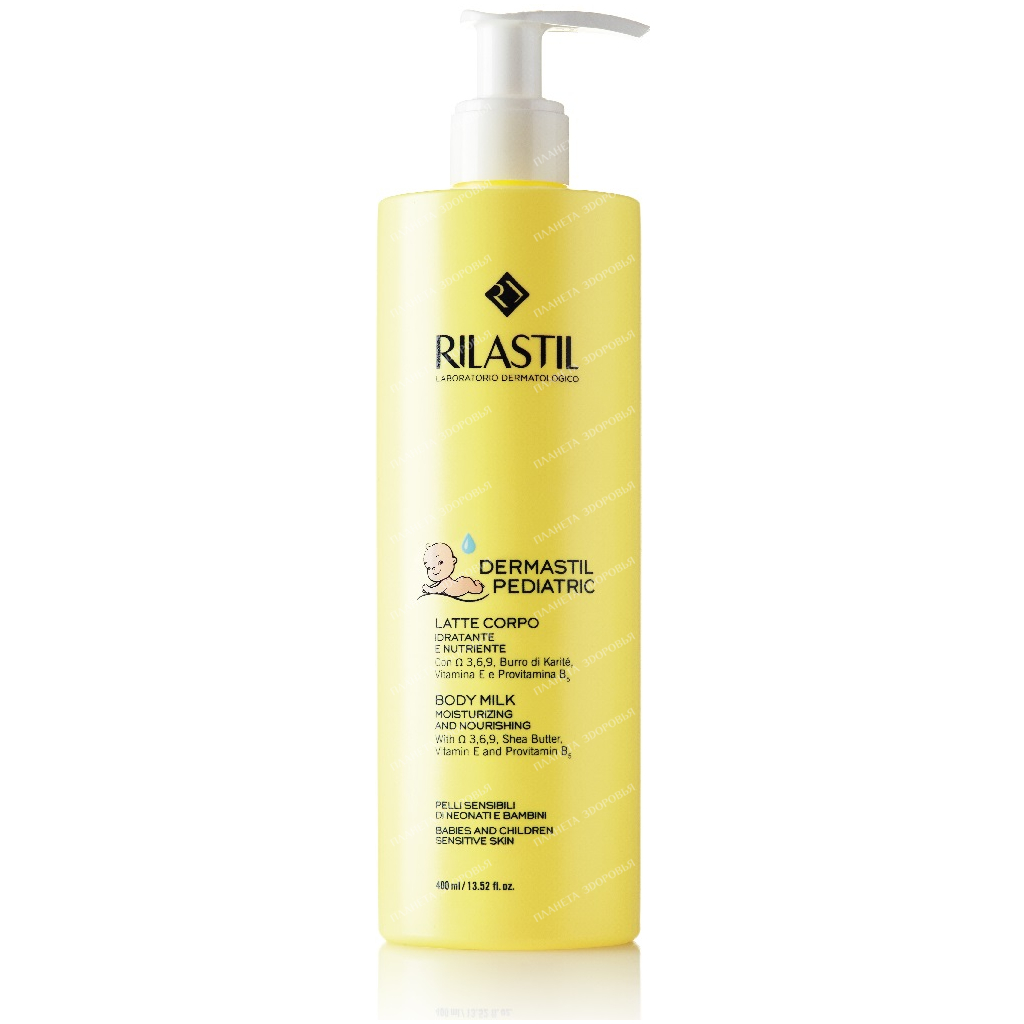 RILASTIL
LABORATORIO DERMATOLOGICO
DERMASTIL
PEDIATRIC
LATTE CORPO
IDRATANTE
E NUTRIENTE
Con Ω 3,6,9, Burro di Karité,
Vitamina E e Provitamina B₅
BODY MILK
MOISTURIZING
AND NOURISHING
With Ω 3,6,9, Shea Butter,
Vitamin E and Provitamin B₅
PELLI SENSIBILI
DI NEONATI E BAMBINI
BABIES AND CHILDREN
SENSITIVE SKIN
400 ml / 13.52 fl. oz.
ПЛАНЕТА ЗДОРОВЬЯ